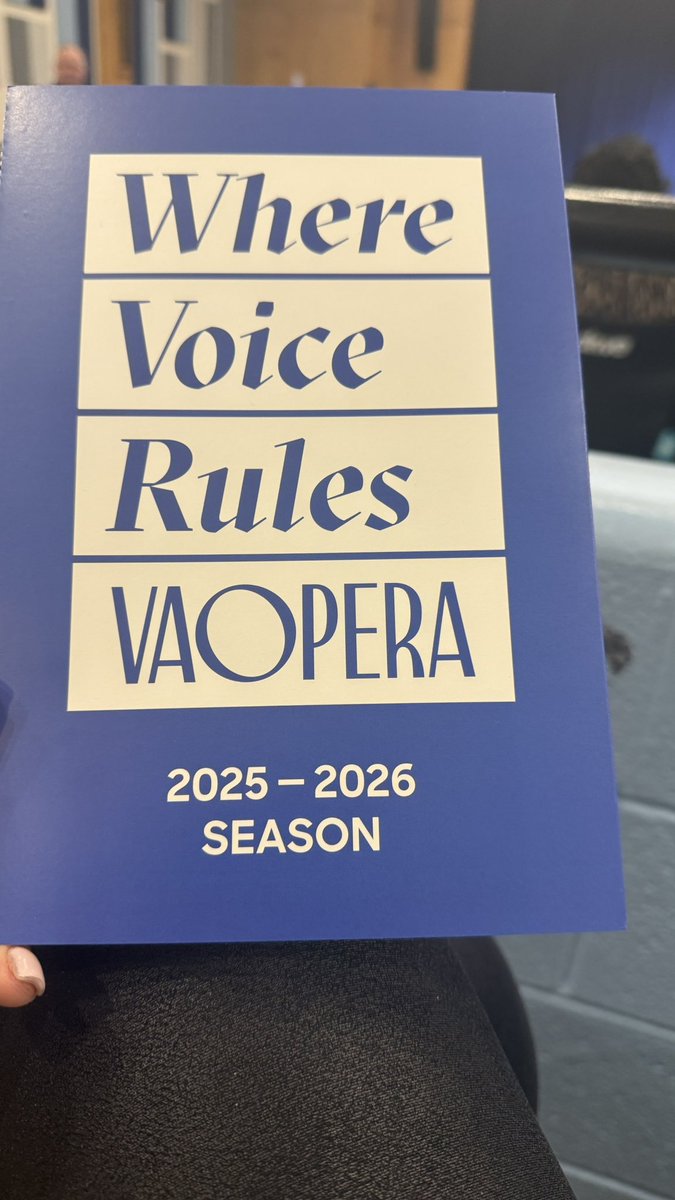 Where
Voice
Rules
VAOPERA
2025 – 2026
SEASON